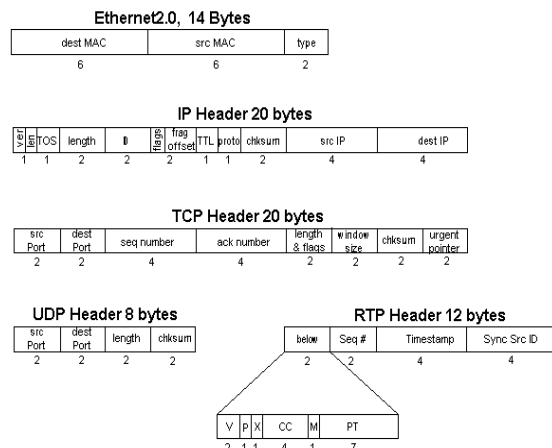 Ethernet2.0, 14 Bytes
dest MAC src MAC type
6 6 2
IP Header 20 bytes
ver len TOS length ID flags frag offset TTL proto chksum src IP dest IP
1 1 2 2 2 1 1 2 4 4
TCP Header 20 bytes
src Port dest Port seq number ack number length & flags window size chksum urgent pointer
2 2 4 4 2 2 2 2
UDP Header 8 bytes
src Port dest Port length chksum
2 2 2 2
RTP Header 12 bytes
below Seq # Timestamp Sync Src ID
2 2 4 4
V P X CC M PT
2 1 1 4 1 7